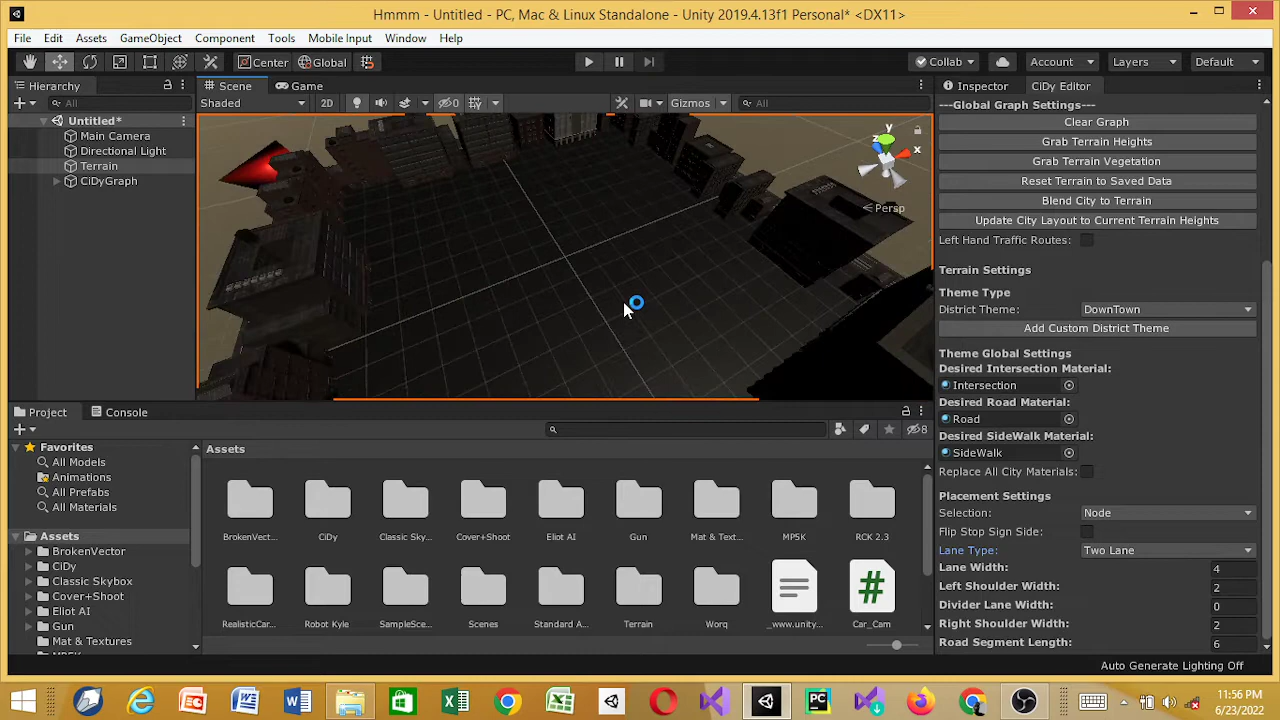 Hmmm - Untitled - PC, Mac & Linux Standalone - Unity 2019.4.13f1 Personal* <DX11>
File Edit Assets GameObject Component Tools Mobile Input Window Help
Center Global Collab Account Layers Default
Hierarchy Scene Game Inspector CiDy Editor
All Shaded 2D 0 Gizmos All
---Global Graph Settings---
Untitled*
Main Camera
Directional Light
Terrain
CiDyGraph
y
z x
Persp
Clear Graph
Grab Terrain Heights
Grab Terrain Vegetation
Reset Terrain to Saved Data
Blend City to Terrain
Update City Layout to Current Terrain Heights
Left Hand Traffic Routes:
Terrain Settings
Theme Type
District Theme: DownTown
Add Custom District Theme
Theme Global Settings
Desired Intersection Material:
Intersection
Desired Road Material:
Road
Desired SideWalk Material:
SideWalk
Replace All City Materials:
Placement Settings
Selection: Node
Flip Stop Sign Side:
Lane Type: Two Lane
Lane Width: 4
Left Shoulder Width: 2
Divider Lane Width: 0
Right Shoulder Width: 2
Road Segment Length: 6
Project Console
8
Favorites
All Models
Animations
All Prefabs
All Materials
Assets
BrokenVector
CiDy
Classic Skybox
Cover+Shoot
Eliot AI
Gun
Mat & Textures
Assets
BrokenVect... CiDy Classic Sky... Cover+Shoot Eliot AI Gun Mat & Text... MP5K RCK 2.3
RealisticCar... Robot Kyle SampleSce... Scenes Standard A... Terrain Worq _www.unity... Car_Cam
Auto Generate Lighting Off
11:56 PM
6/23/2022